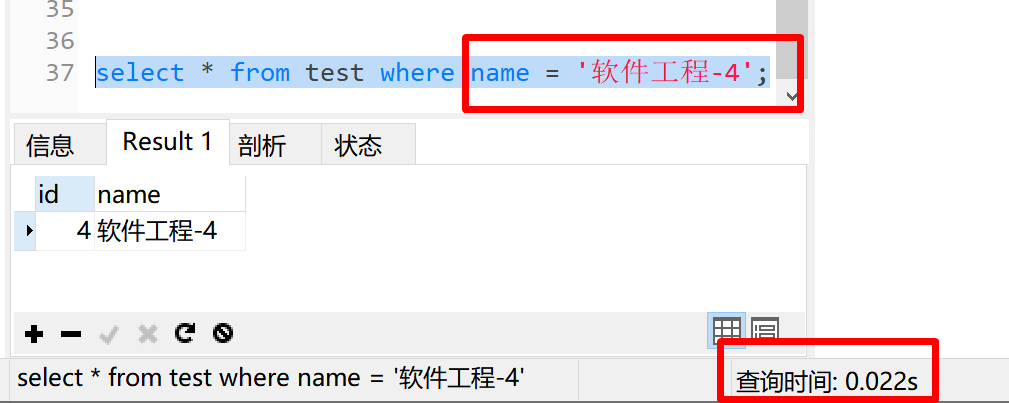 35
36
37 select * from test where name = '软件工程-4';
信息 Result 1 剖析 状态
id name
4 软件工程-4
select * from test where name = '软件工程-4' 查询时间: 0.022s